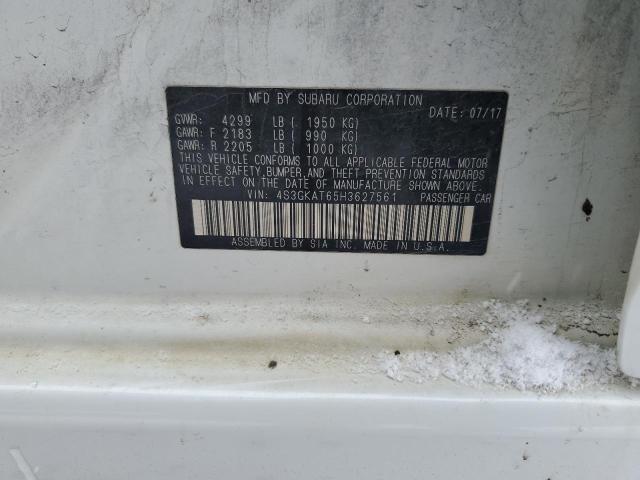 MFD BY SUBARU CORPORATION
DATE: 07/17
GVWR: 4299 LB ( 1950 KG)
GAWR: F 2183 LB ( 990 KG)
GAWR: R 2205 LB ( 1000 KG)
THIS VEHICLE CONFORMS TO ALL APPLICABLE FEDERAL MOTOR
VEHICLE SAFETY, BUMPER, AND THEFT PREVENTION STANDARDS
IN EFFECT ON THE DATE OF MANUFACTURE SHOWN ABOVE.
VIN: 4S3GKAT65H3627561 PASSENGER CAR
ASSEMBLED BY SIA INC. MADE IN U.S.A.